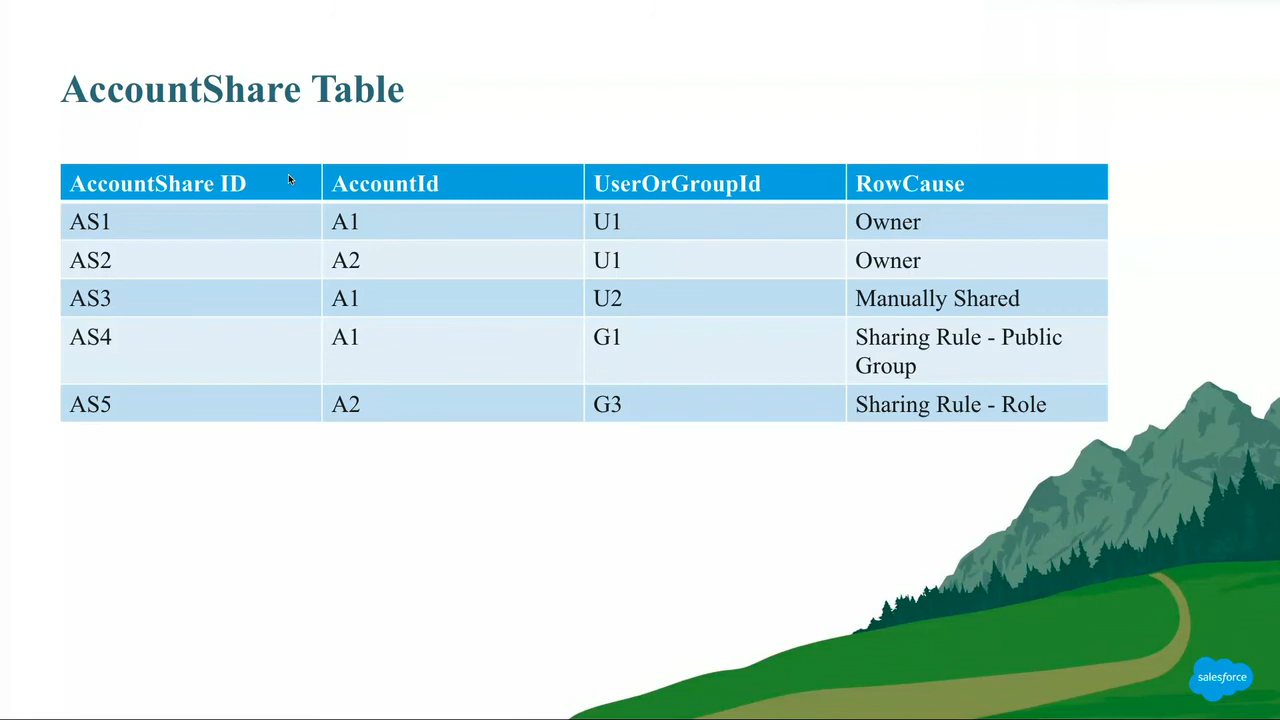 AccountShare Table
AccountShare ID AccountId UserOrGroupId RowCause
AS1 A1 U1 Owner
AS2 A2 U1 Owner
AS3 A1 U2 Manually Shared
AS4 A1 G1 Sharing Rule - Public
Group
AS5 A2 G3 Sharing Rule - Role
salesforce